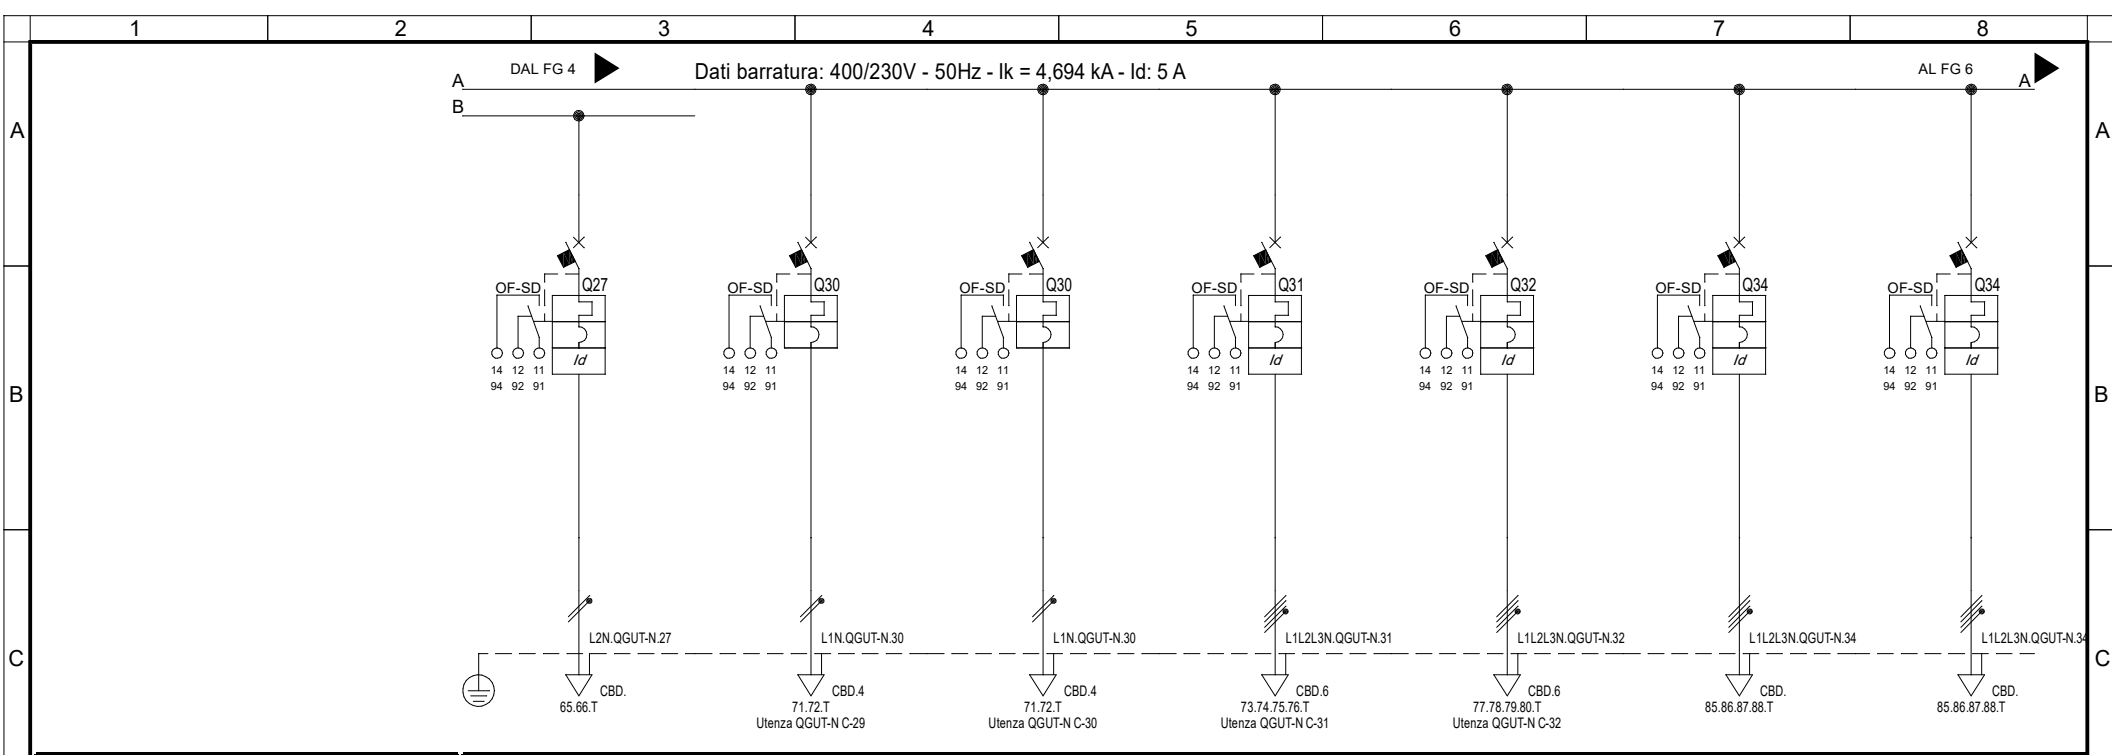 1 2 3 4 5 6 7 8
DAL FG 4 Dati barratura: 400/230V - 50Hz - Ik = 4,694 kA - Id: 5 A AL FG 6
A A
B
A A
OF-SD Q27 OF-SD Q30 OF-SD Q30 OF-SD Q31 OF-SD Q32 OF-SD Q34 OF-SD Q34
Id Id Id Id Id
14 12 11 14 12 11 14 12 11 14 12 11 14 12 11 14 12 11 14 12 11
94 92 91 94 92 91 94 92 91 94 92 91 94 92 91 94 92 91 94 92 91
B B
L2N.QGUT-N.27 L1N.QGUT-N.30 L1N.QGUT-N.30 L1L2L3N.QGUT-N.31 L1L2L3N.QGUT-N.32 L1L2L3N.QGUT-N.34 L1L2L3N.QGUT-N.34
C C
CBD. CBD.4 CBD.4 CBD.6 CBD.6 CBD. CBD.
65.66.T 71.72.T 71.72.T 73.74.75.76.T 77.78.79.80.T 85.86.87.88.T 85.86.87.88.T
Utenza QGUT-N C-29 Utenza QGUT-N C-30 Utenza QGUT-N C-31 Utenza QGUT-N C-32